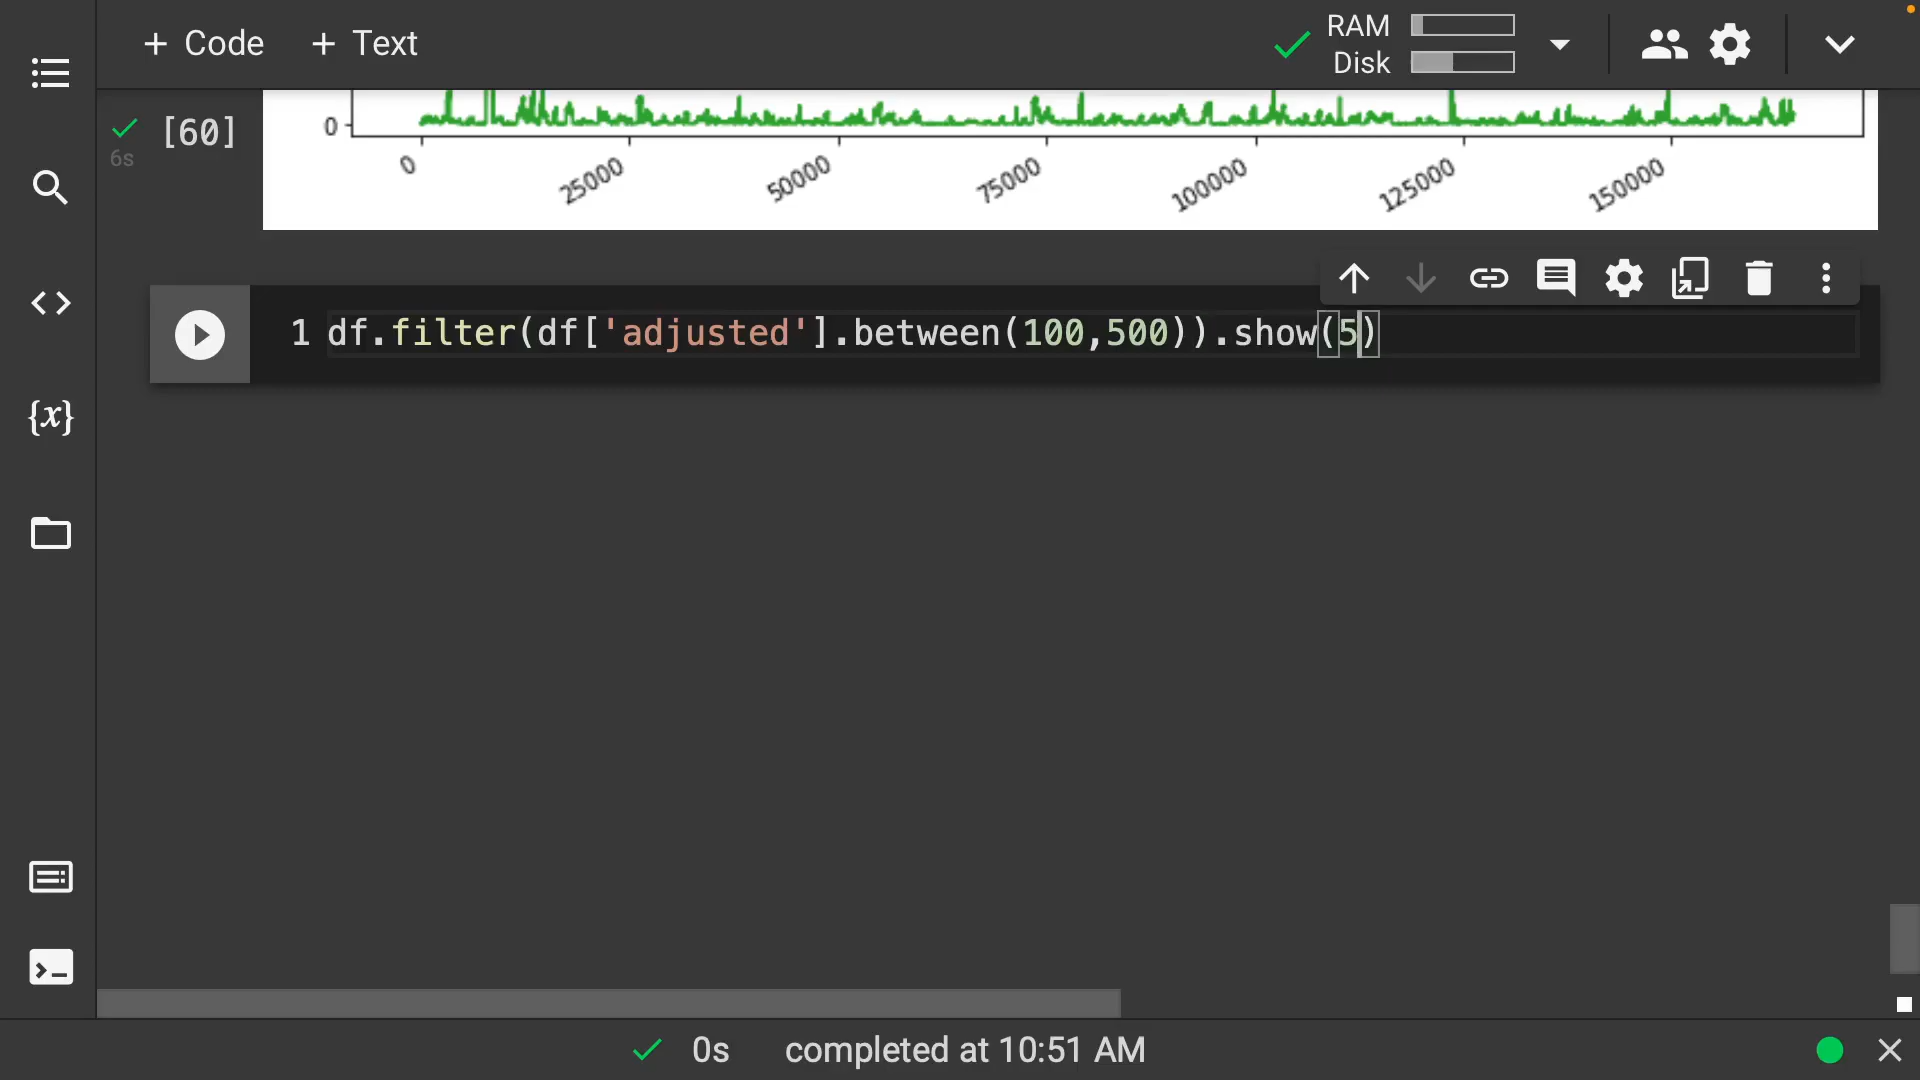 + Code + Text
RAM
Disk
[60]
6s
0
0 25000 50000 75000 100000 125000 150000
1 df.filter(df['adjusted'].between(100,500)).show(5)
{x}
0s completed at 10:51 AM